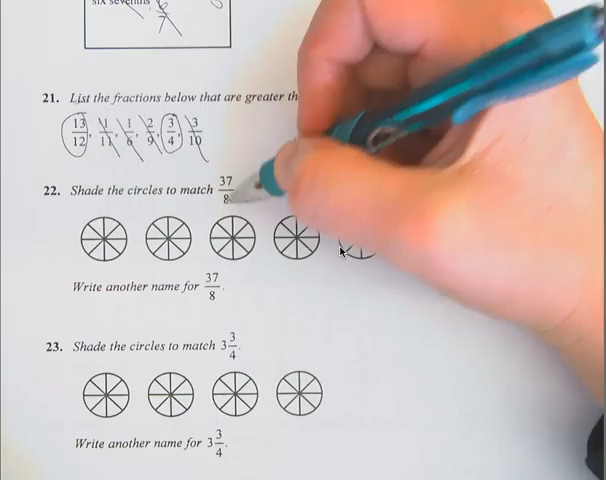 six sevenths 6/7
21. List the fractions below that are greater th
13/12, 1/11, 1/6, 2/9, 3/4, 3/10
22. Shade the circles to match 37/8
Write another name for 37/8.
23. Shade the circles to match 3 3/4.
Write another name for 3 3/4.